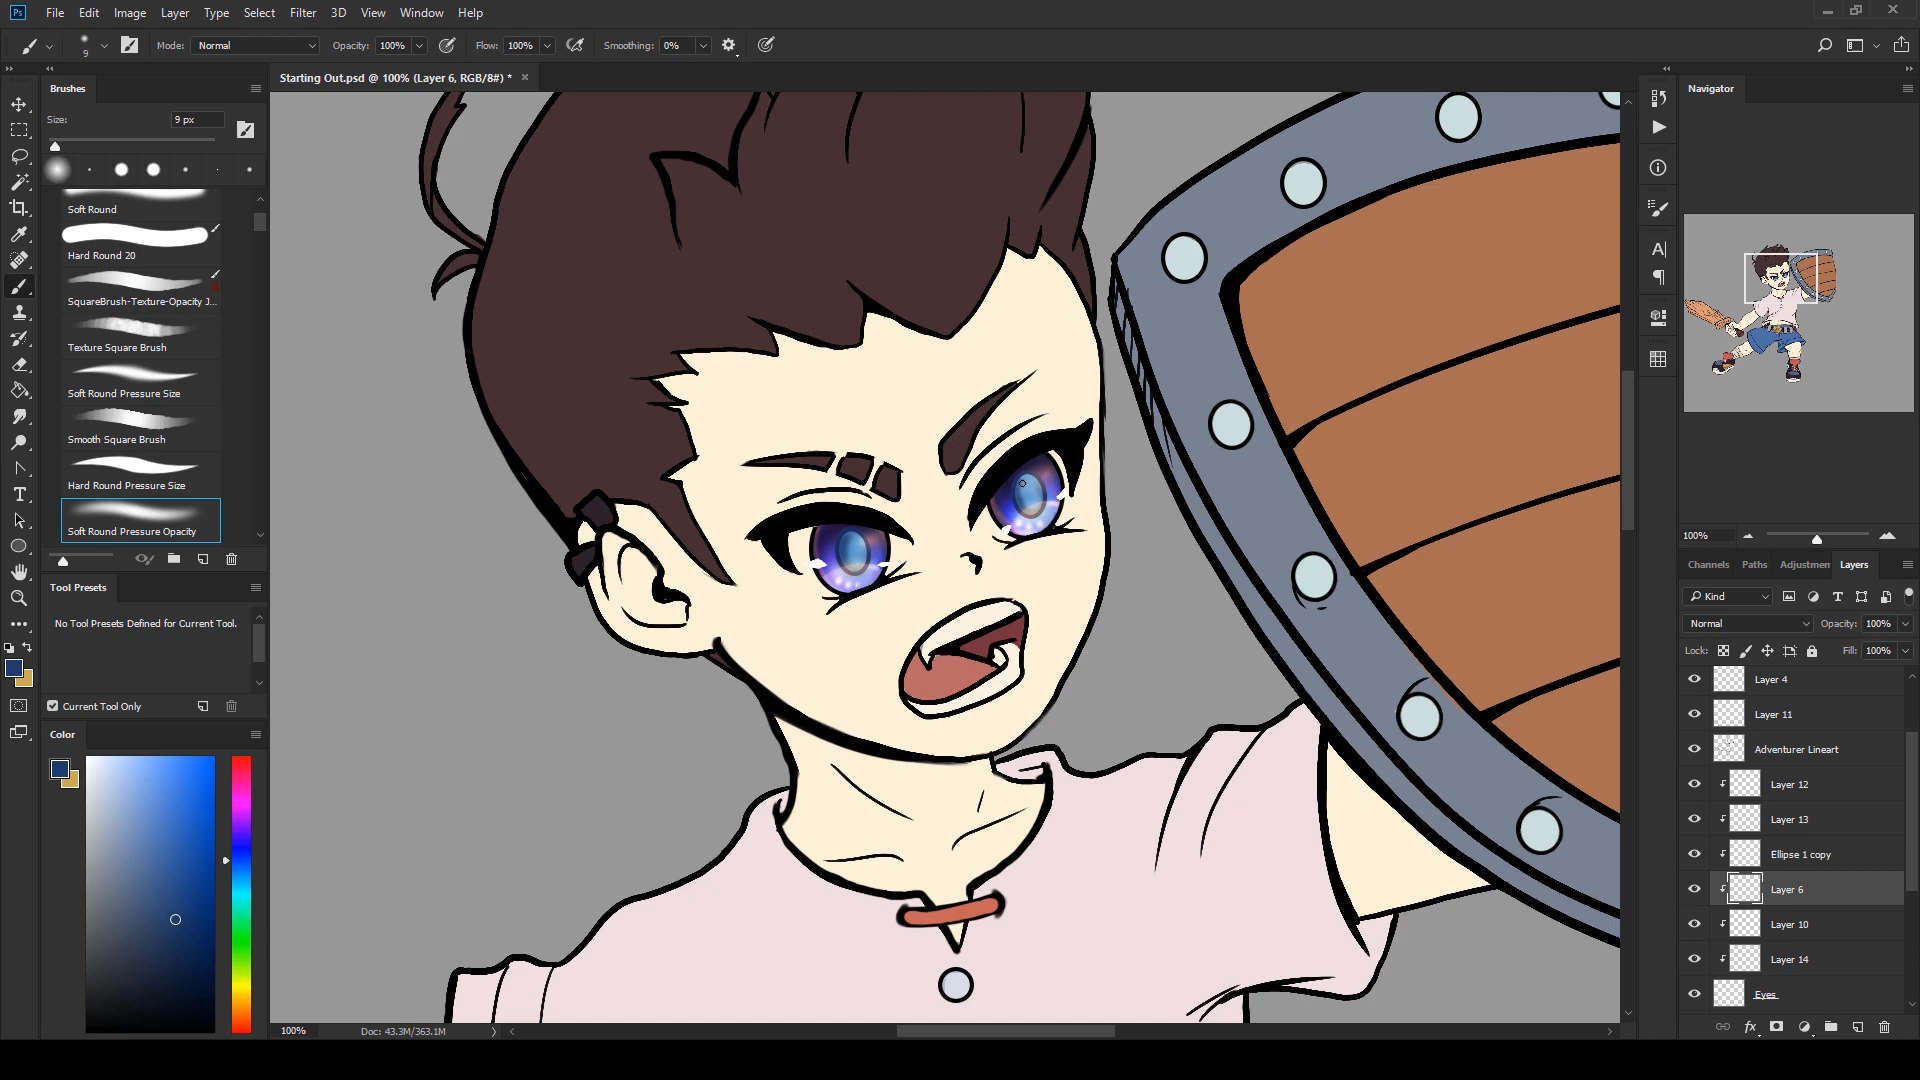 Ps File Edit Image Layer Type Select Filter 3D View Window Help
9 Mode: Normal Opacity: 100% Flow: 100% Smoothing: 0%
Brushes
Starting Out.psd @ 100% (Layer 6, RGB/8#) *
Navigator
Size: 9 px
Soft Round
Hard Round 20
SquareBrush-Texture-Opacity J...
Texture Square Brush
Soft Round Pressure Size
Smooth Square Brush
Hard Round Pressure Size
Soft Round Pressure Opacity
Tool Presets
No Tool Presets Defined for Current Tool.
Current Tool Only
Color
100% Doc: 43.3M/363.1M
100%
Channels Paths Adjustmen Layers
Kind
Normal Opacity: 100%
Lock: Fill: 100%
Layer 4
Layer 11
Adventurer Lineart
Layer 12
Layer 13
Ellipse 1 copy
Layer 6
Layer 10
Layer 14
Eyes
fx